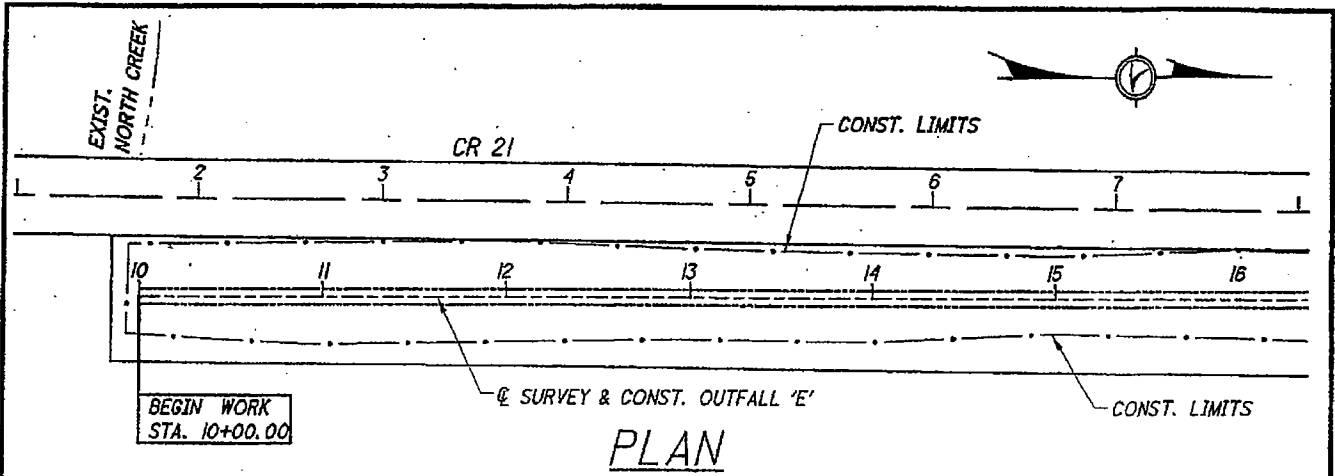 EXIST.
NORTH CREEK
CONST. LIMITS
CR 21
2 3 4 5 6 7
10 11 12 13 14 15 16
BEGIN WORK
STA. 10+00.00
℄ SURVEY & CONST. OUTFALL 'E'
CONST. LIMITS
PLAN